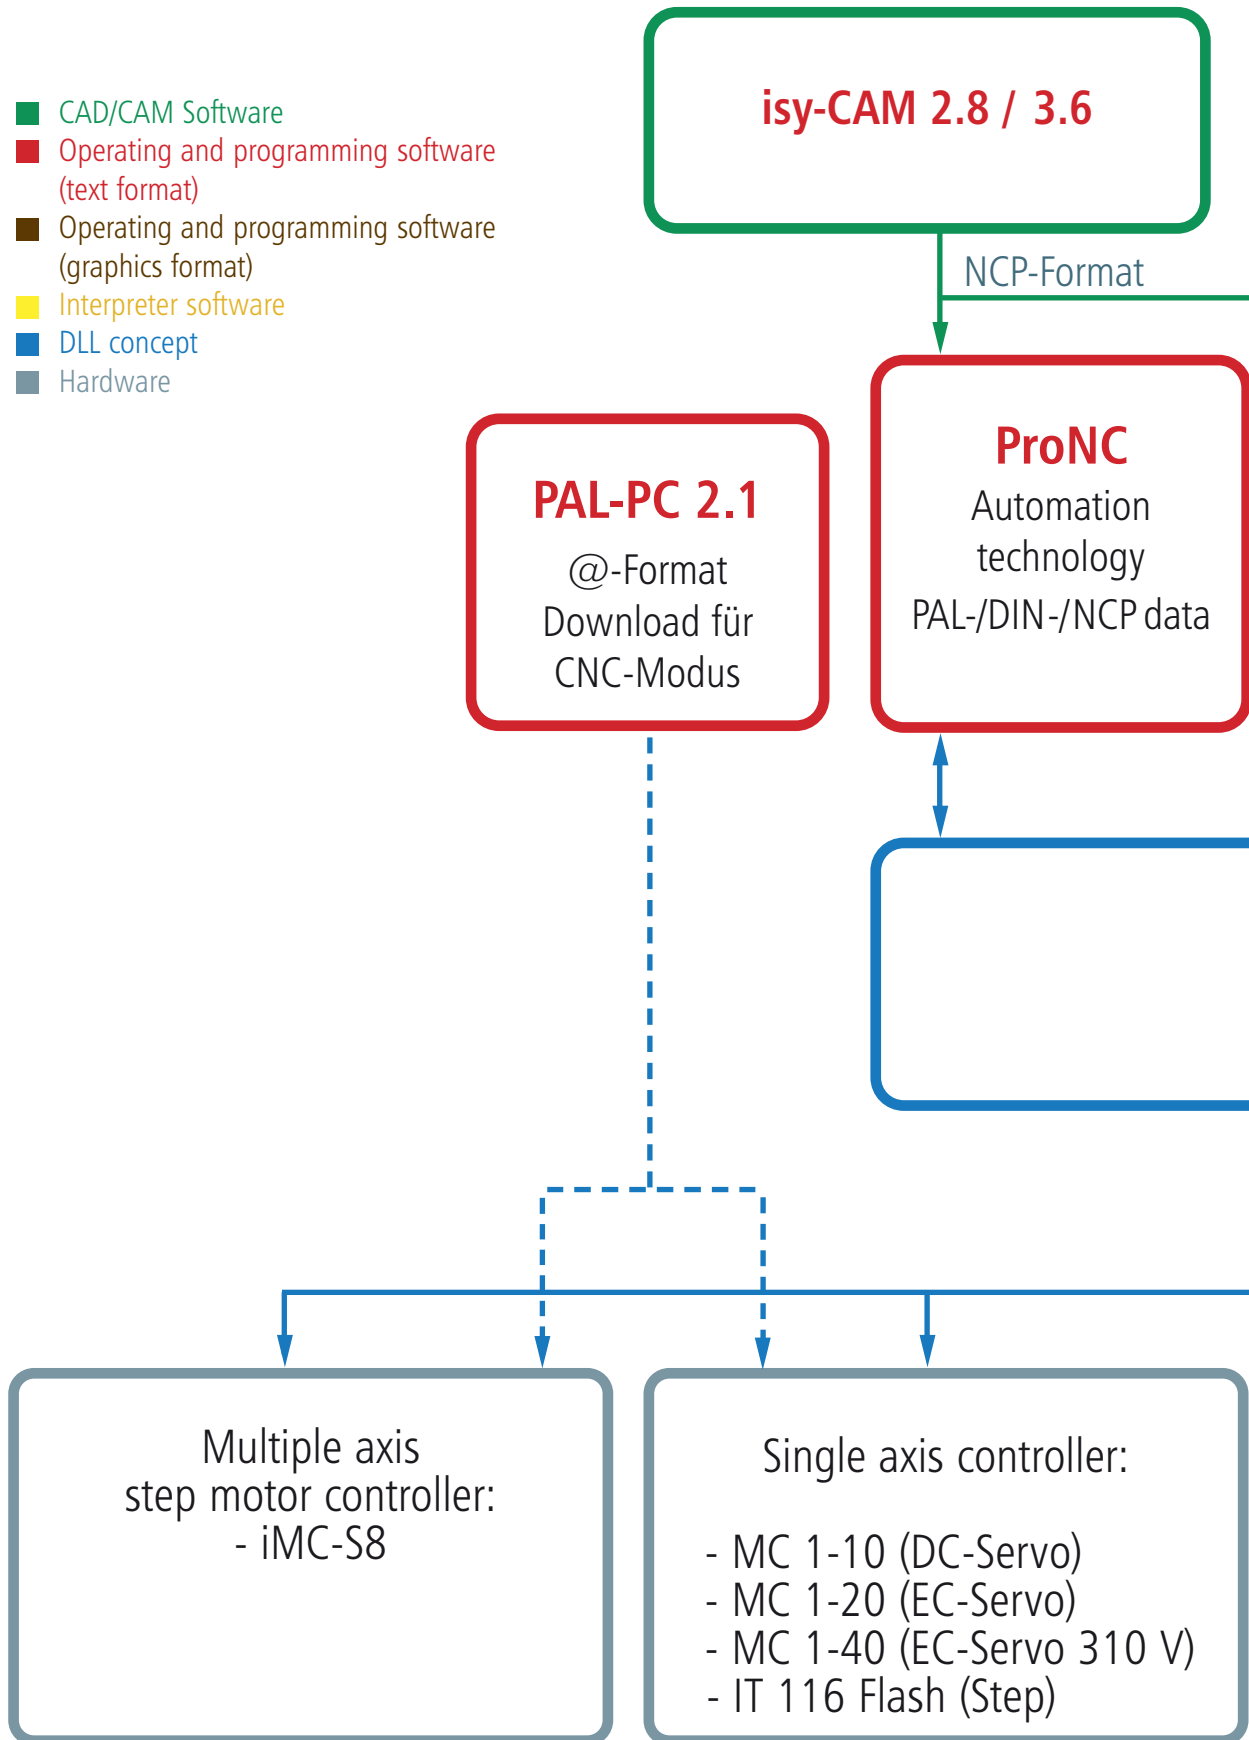 CAD/CAM Software
Operating and programming software
(text format)
Operating and programming software
(graphics format)
Interpreter software
DLL concept
Hardware
isy-CAM 2.8 / 3.6
NCP-Format
PAL-PC 2.1
@-Format
Download für
CNC-Modus
ProNC
Automation
technology
PAL-/DIN-/NCP data
Multiple axis
step motor controller:
- iMC-S8
Single axis controller:
- MC 1-10 (DC-Servo)
- MC 1-20 (EC-Servo)
- MC 1-40 (EC-Servo 310 V)
- IT 116 Flash (Step)